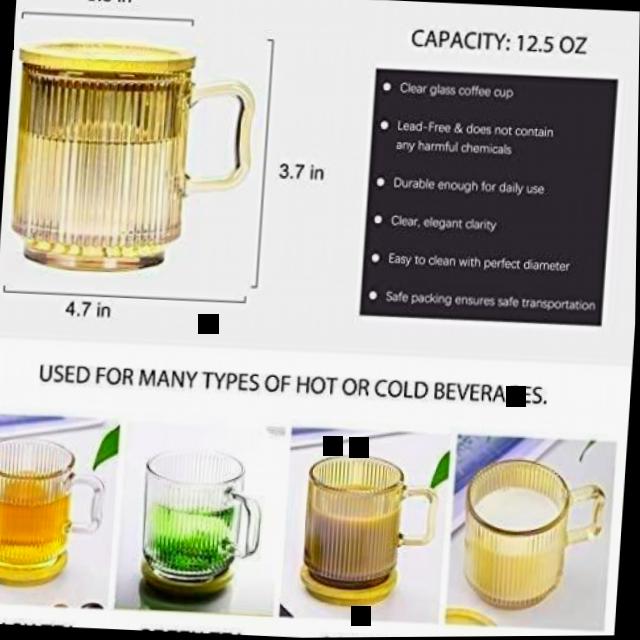 CAPACITY: 12.5 OZ
Clear glass coffee cup
Lead-Free & does not contain
any harmful chemicals
3.7 in
Durable enough for daily use
Clear, elegant clarity
Easy to clean with perfect diameter
Safe packing ensures safe transportation
4.7 in
USED FOR MANY TYPES OF HOT OR COLD